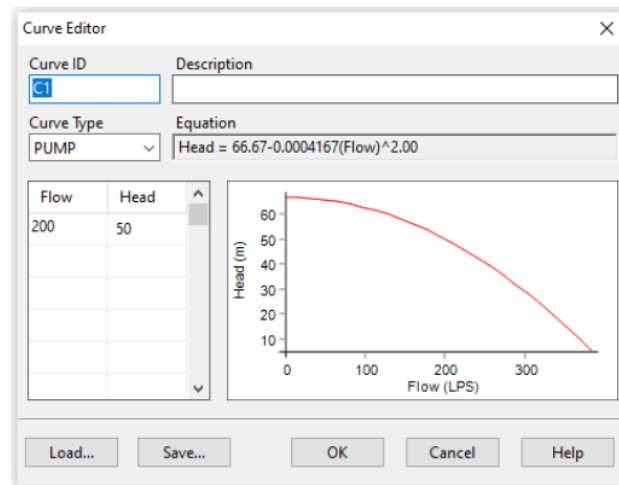 Curve Editor
Curve ID Description
C1
Curve Type Equation
PUMP Head = 66.67-0.0004167(Flow)^2.00
Flow Head
200 50
Head (m)
60
50
40
30
20
10
0 100 200 300
Flow (LPS)
Load... Save... OK Cancel Help